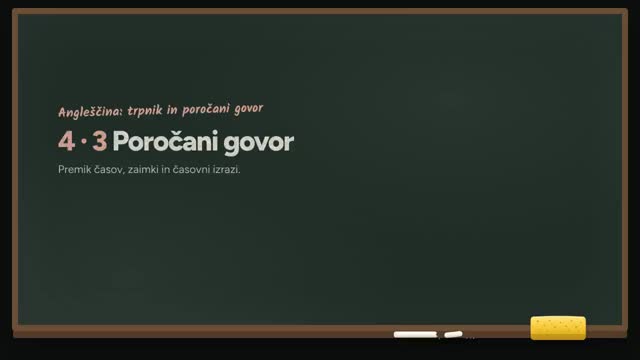 Angleščina: trpnik in poročani govor
4 · 3 Poročani govor
Premik časov, zaimki in časovni izrazi.